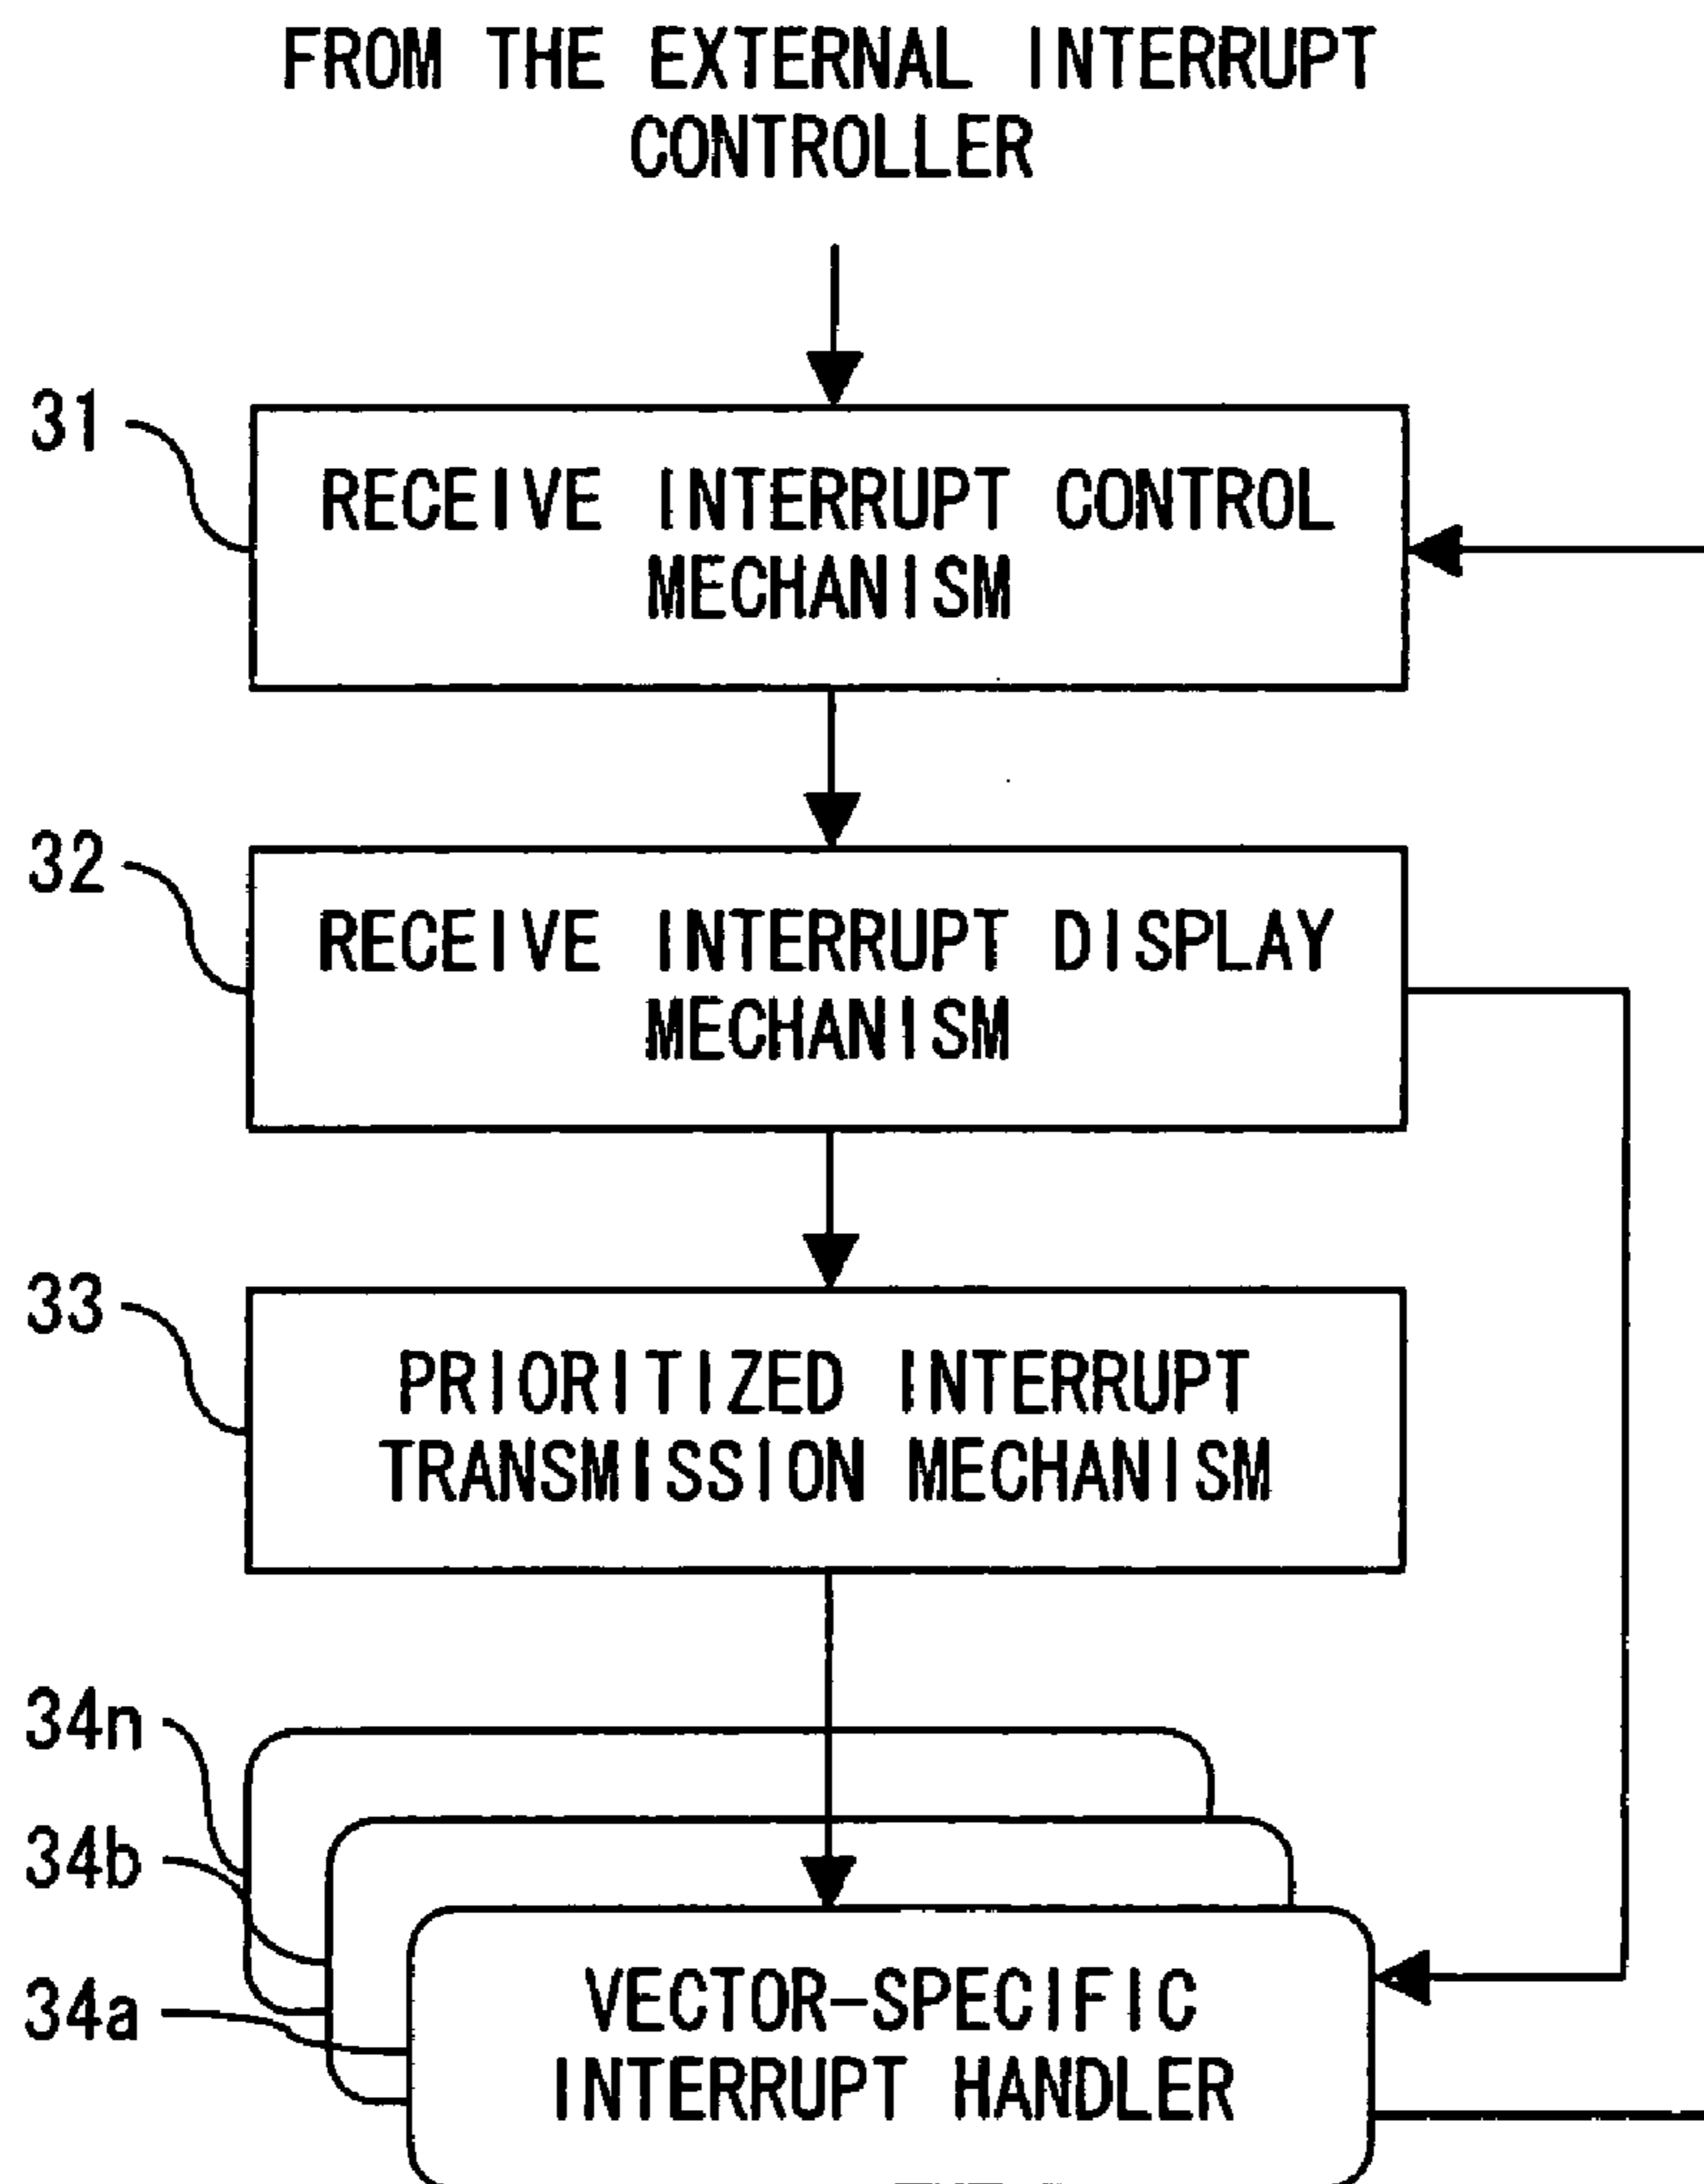 FROM THE EXTERNAL INTERRUPT
CONTROLLER
31
RECEIVE INTERRUPT CONTROL
MECHANISM
32
RECEIVE INTERRUPT DISPLAY
MECHANISM
33
PRIORITIZED INTERRUPT
TRANSMISSION MECHANISM
34n
34b
34a
VECTOR-SPECIFIC
INTERRUPT HANDLER